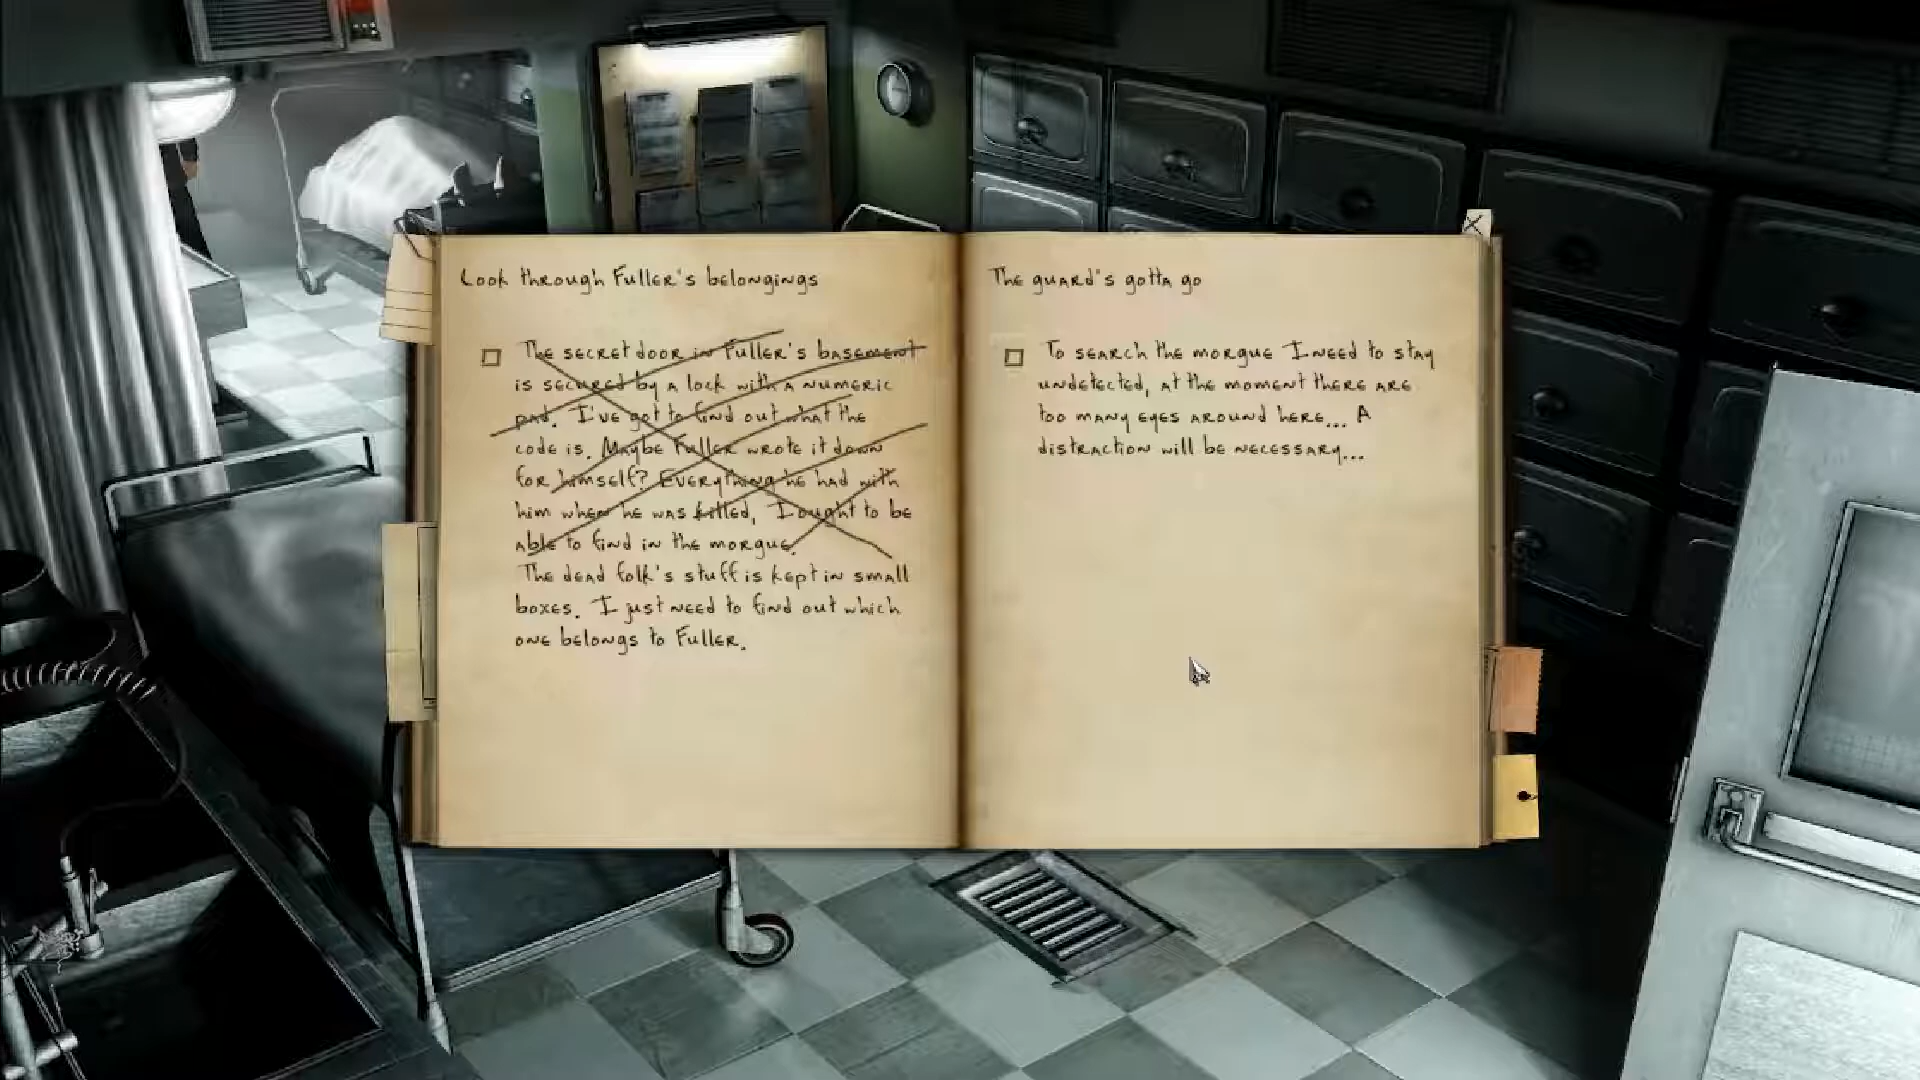 Look through Fuller's belongings
The secret door in Fuller's basement
is secured by a lock with a numeric
pad. I've got to find out what the
code is. Maybe Fuller wrote it down
for himself? Everything he had with
him when he was killed, I ought to be
able to find in the morgue.
The dead folk's stuff is kept in small
boxes. I just need to find out which
one belongs to Fuller.
The guard's gotta go
To search the morgue I need to stay
undetected, at the moment there are
too many eyes around here... A
distraction will be necessary...